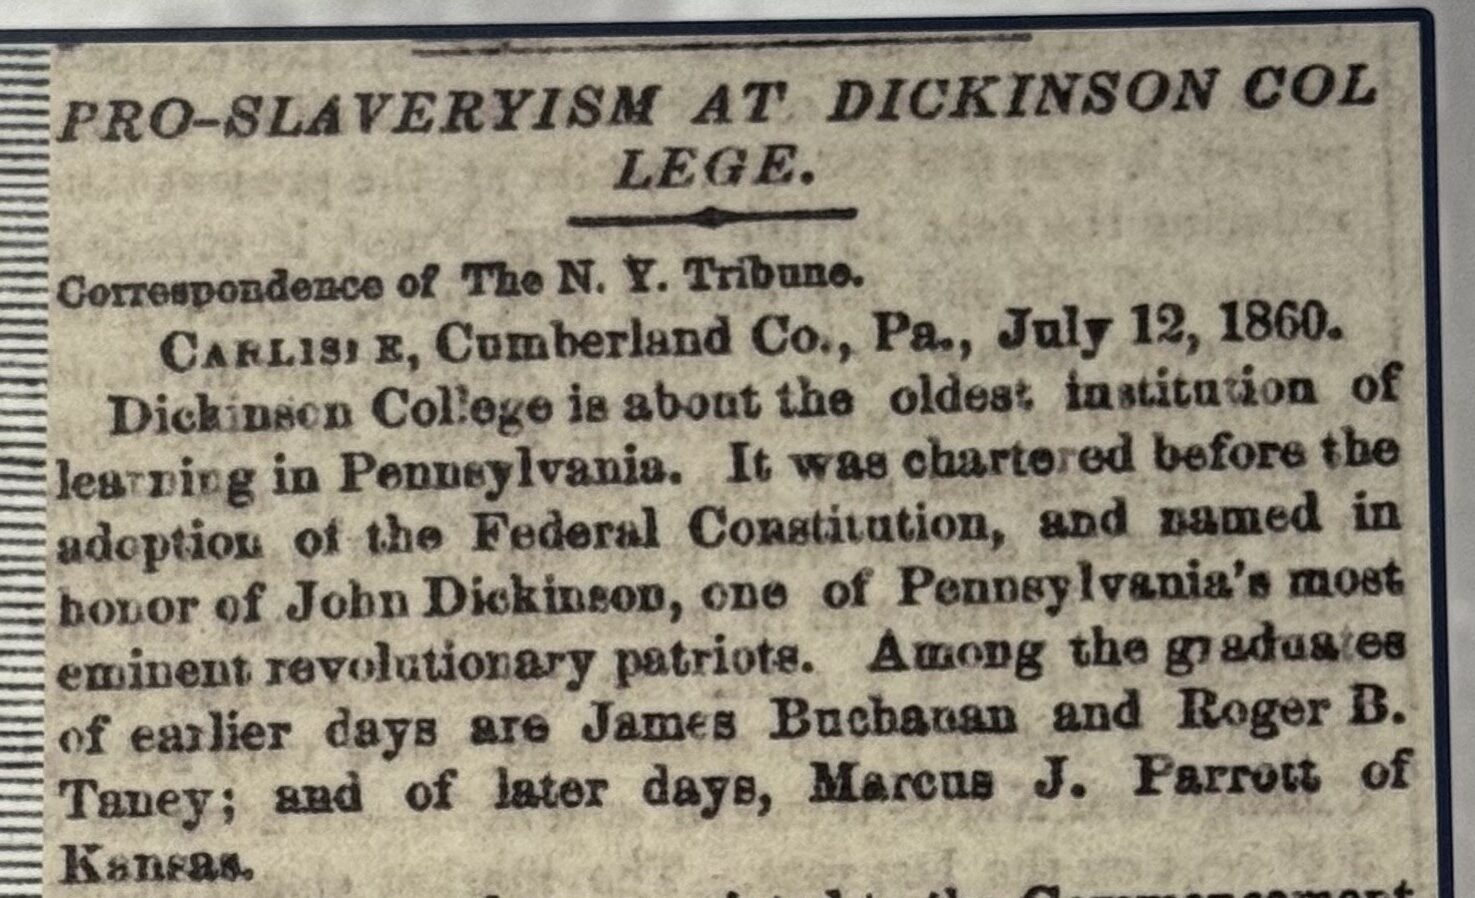 PRO-SLAVERYISM AT DICKINSON COL
LEGE.
Correspondence of The N. Y. Tribune.
CARLISLE, Cumberland Co., Pa., July 12, 1860.
Dickinson College is about the oldest institution of
learning in Pennsylvania. It was chartered before the
adoption of the Federal Constitution, and named in
honor of John Dickinson, one of Pennsylvania's most
eminent revolutionary patriots. Among the graduates
of earlier days are James Buchanan and Roger B.
Taney; and of later days, Marcus J. Parrott of
Kansas.
to the Commencement